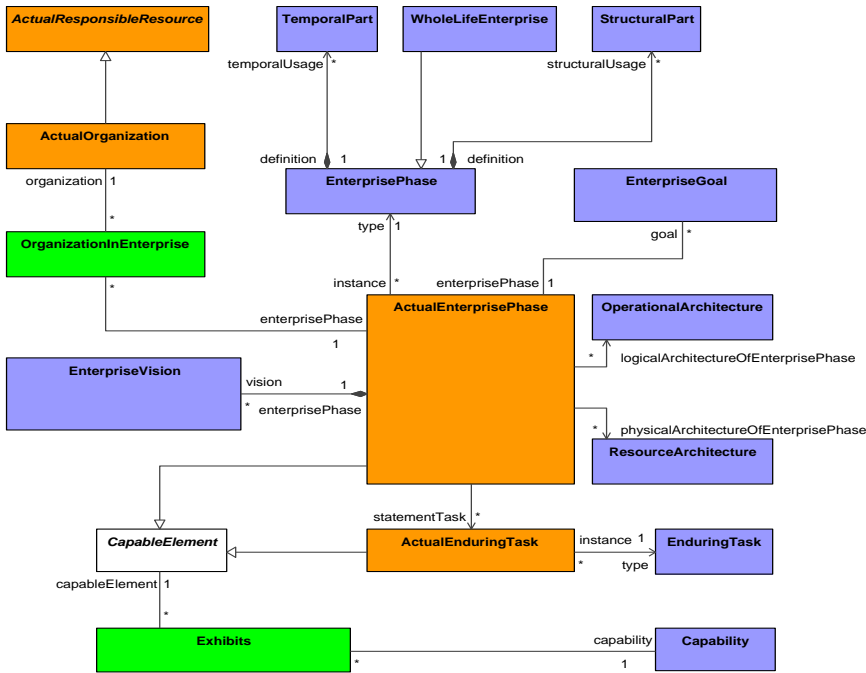 ActualResponsibleResource
TemporalPart
WholeLifeEnterprise
StructuralPart
temporalUsage *
structuralUsage *
ActualOrganization
definition 1
1 definition
organization 1
EnterprisePhase
EnterpriseGoal
*
type 1
goal *
OrganizationInEnterprise
*
instance *
enterprisePhase 1
ActualEnterprisePhase
OperationalArchitecture
enterprisePhase
1
* logicalArchitectureOfEnterprisePhase
EnterpriseVision
vision 1
* enterprisePhase
* physicalArchitectureOfEnterprisePhase
ResourceArchitecture
statementTask *
CapableElement
ActualEnduringTask
instance 1
* type
EnduringTask
capableElement 1
*
Exhibits
capability
* 1
Capability